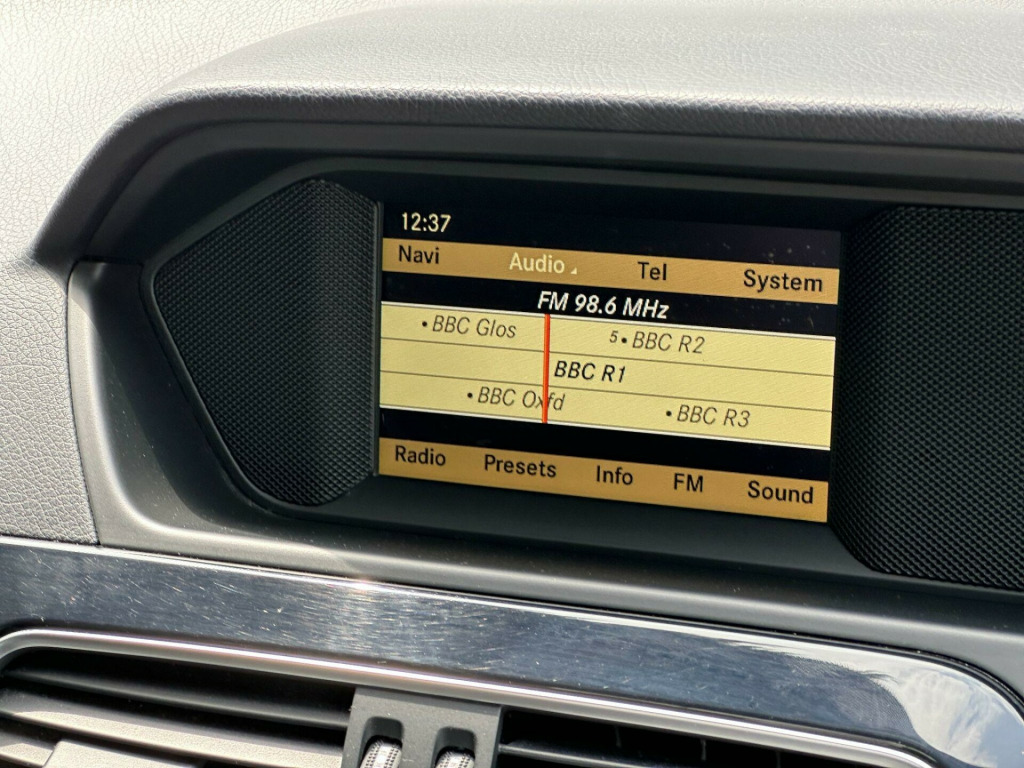 12:37
Navi Audio Tel System
FM 98.6 MHz
•BBC Glos 5•BBC R2
BBC R1
•BBC Oxfd •BBC R3
Radio Presets Info FM Sound